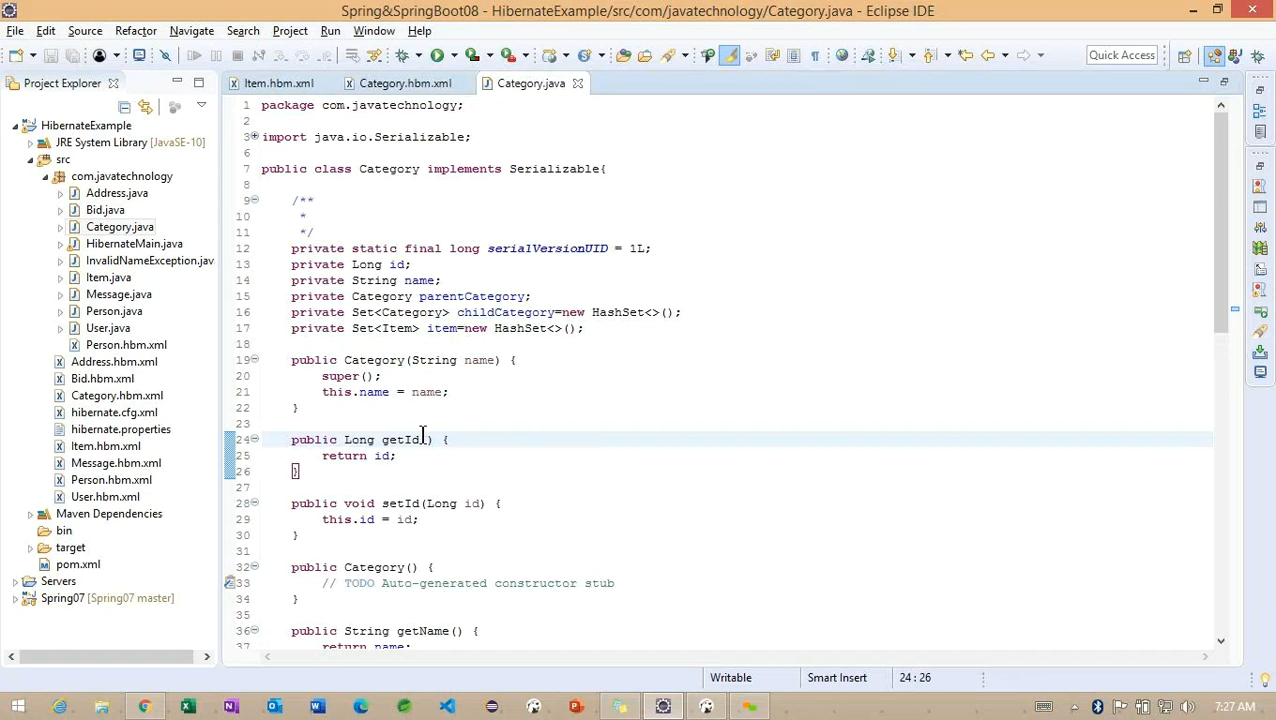 Spring&SpringBoot08 - HibernateExample/src/com/javatechnology/Category.java - Eclipse IDE
File Edit Source Refactor Navigate Search Project Run Window Help
Quick Access
Project Explorer
HibernateExample
JRE System Library [JavaSE-10]
src
com.javatechnology
Address.java
Bid.java
Category.java
HibernateMain.java
InvalidNameException.jav
Item.java
Message.java
Person.java
User.java
Person.hbm.xml
Address.hbm.xml
Bid.hbm.xml
Category.hbm.xml
hibernate.cfg.xml
hibernate.properties
Item.hbm.xml
Message.hbm.xml
Person.hbm.xml
User.hbm.xml
Maven Dependencies
bin
target
pom.xml
Servers
Spring07 [Spring07 master]
Item.hbm.xml Category.hbm.xml Category.java
1 package com.javatechnology;
2
3 import java.io.Serializable;
6
7 public class Category implements Serializable{
8
9 /**
10 *
11 */
12 private static final long serialVersionUID = 1L;
13 private Long id;
14 private String name;
15 private Category parentCategory;
16 private Set<Category> childCategory=new HashSet<>();
17 private Set<Item> item=new HashSet<>();
18
19 public Category(String name) {
20 super();
21 this.name = name;
22 }
23
24 public Long getId() {
25 return id;
26 }
27
28 public void setId(Long id) {
29 this.id = id;
30 }
31
32 public Category() {
33 // TODO Auto-generated constructor stub
34 }
35
36 public String getName() {
37 return name;
Writable Smart Insert 24 : 26
7:27 AM